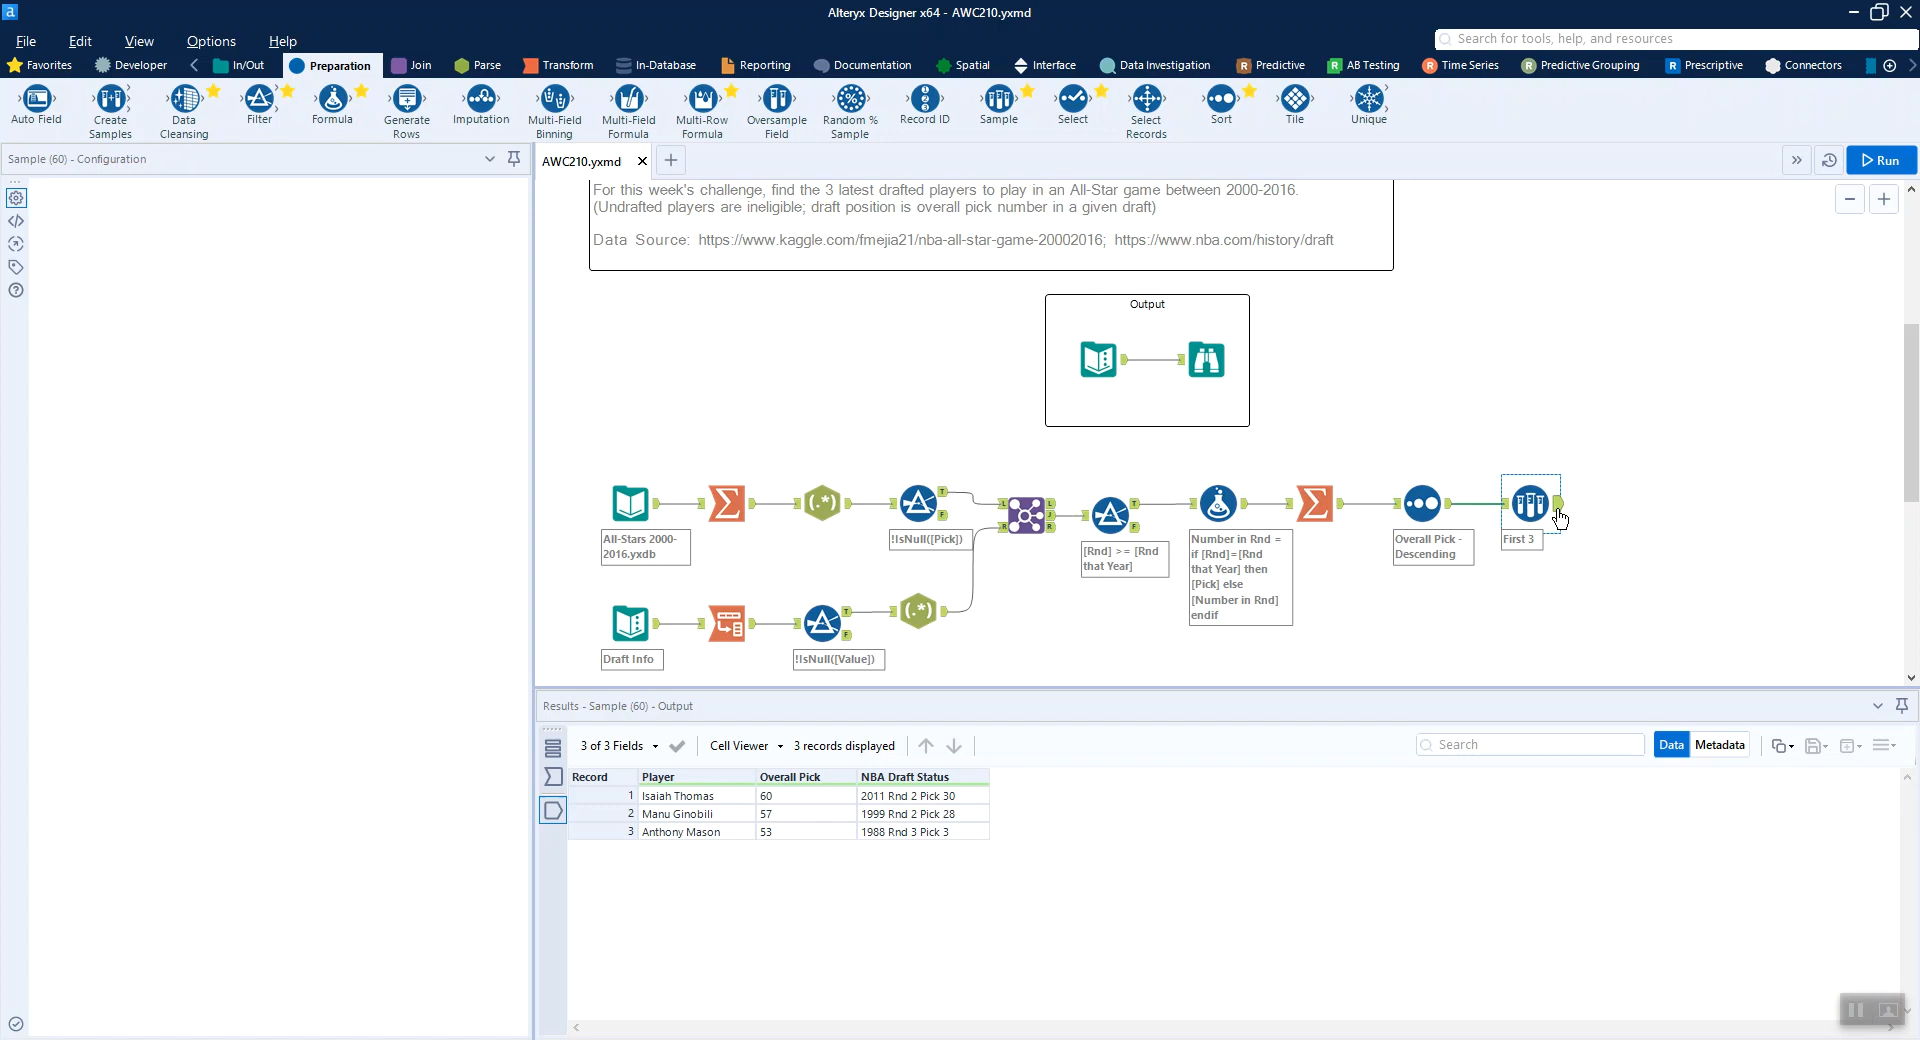 Alteryx Designer x64 - AWC210.yxmd
File Edit View Options Help
Search for tools, help, and resources
Favorites Developer In/Out Preparation Join Parse Transform In-Database Reporting Documentation Spatial Interface Data Investigation Predictive AB Testing Time Series Predictive Grouping Prescriptive Connectors
Auto Field
Create Samples
Data Cleansing
Filter
Formula
Generate Rows
Imputation
Multi-Field Binning
Multi-Field Formula
Multi-Row Formula
Oversample Field
Random % Sample
Record ID
Sample
Select
Select Records
Sort
Tile
Unique
Sample (60) - Configuration
AWC210.yxmd
Run
For this week's challenge, find the 3 latest drafted players to play in an All-Star game between 2000-2016.
(Undrafted players are ineligible; draft position is overall pick number in a given draft)
Data Source: https://www.kaggle.com/fmejia21/nba-all-star-game-20002016; https://www.nba.com/history/draft
Output
All-Stars 2000-
2016.yxdb
(.*)
T
F
!IsNull([Pick])
L
R
L
J
R
T
F
[Rnd] >= [Rnd
that Year]
Number in Rnd =
if [Rnd]=[Rnd
that Year] then
[Pick] else
[Number in Rnd]
endif
Overall Pick -
Descending
First 3
Draft Info
T
F
!IsNull([Value])
(.*)
Results - Sample (60) - Output
3 of 3 Fields Cell Viewer 3 records displayed Search Data Metadata
Record Player Overall Pick NBA Draft Status
1 Isaiah Thomas 60 2011 Rnd 2 Pick 30
2 Manu Ginobili 57 1999 Rnd 2 Pick 28
3 Anthony Mason 53 1988 Rnd 3 Pick 3